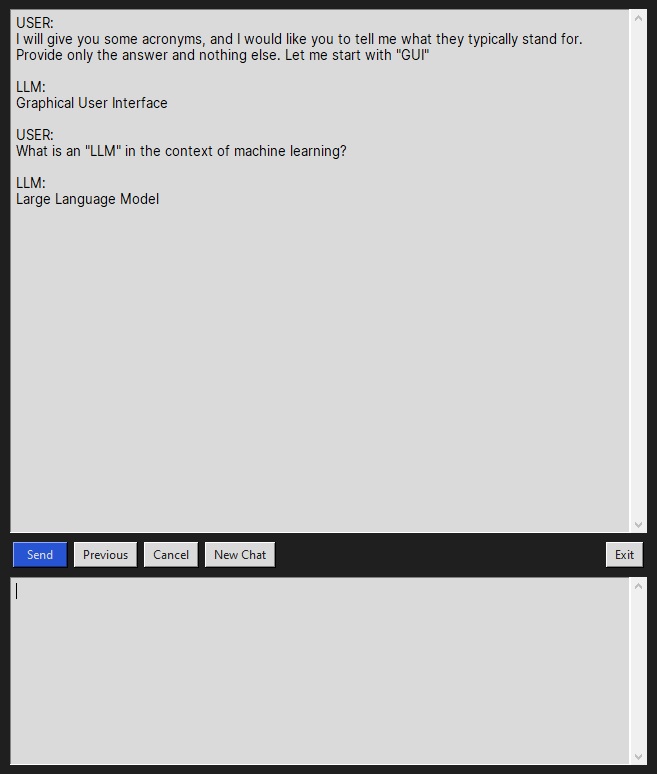 USER:
I will give you some acronyms, and I would like you to tell me what they typically stand for.
Provide only the answer and nothing else. Let me start with "GUI"
LLM:
Graphical User Interface
USER:
What is an "LLM" in the context of machine learning?
LLM:
Large Language Model
Send Previous Cancel New Chat Exit